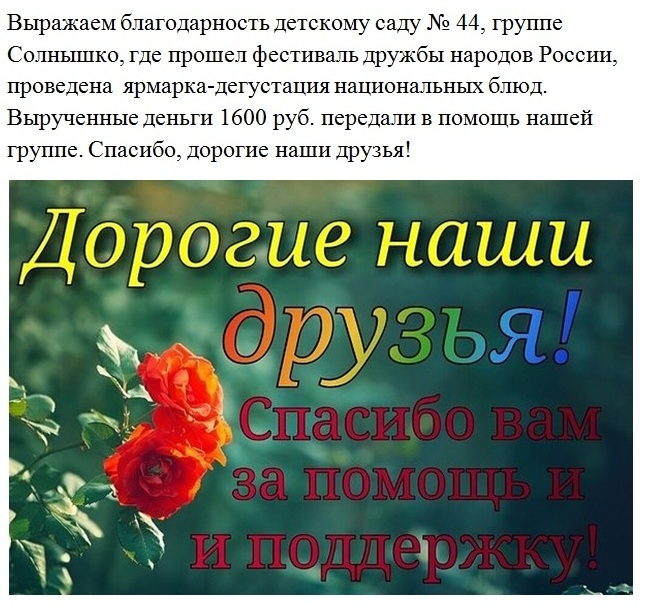 Выражаем благодарность детскому саду № 44, группе
Солнышко, где прошел фестиваль дружбы народов России,
проведена ярмарка-дегустация национальных блюд.
Вырученные деньги 1600 руб. передали в помощь нашей
группе. Спасибо, дорогие наши друзья!
Дорогие наши
друзья!
Спасибо вам
за помощь и
и поддержку!